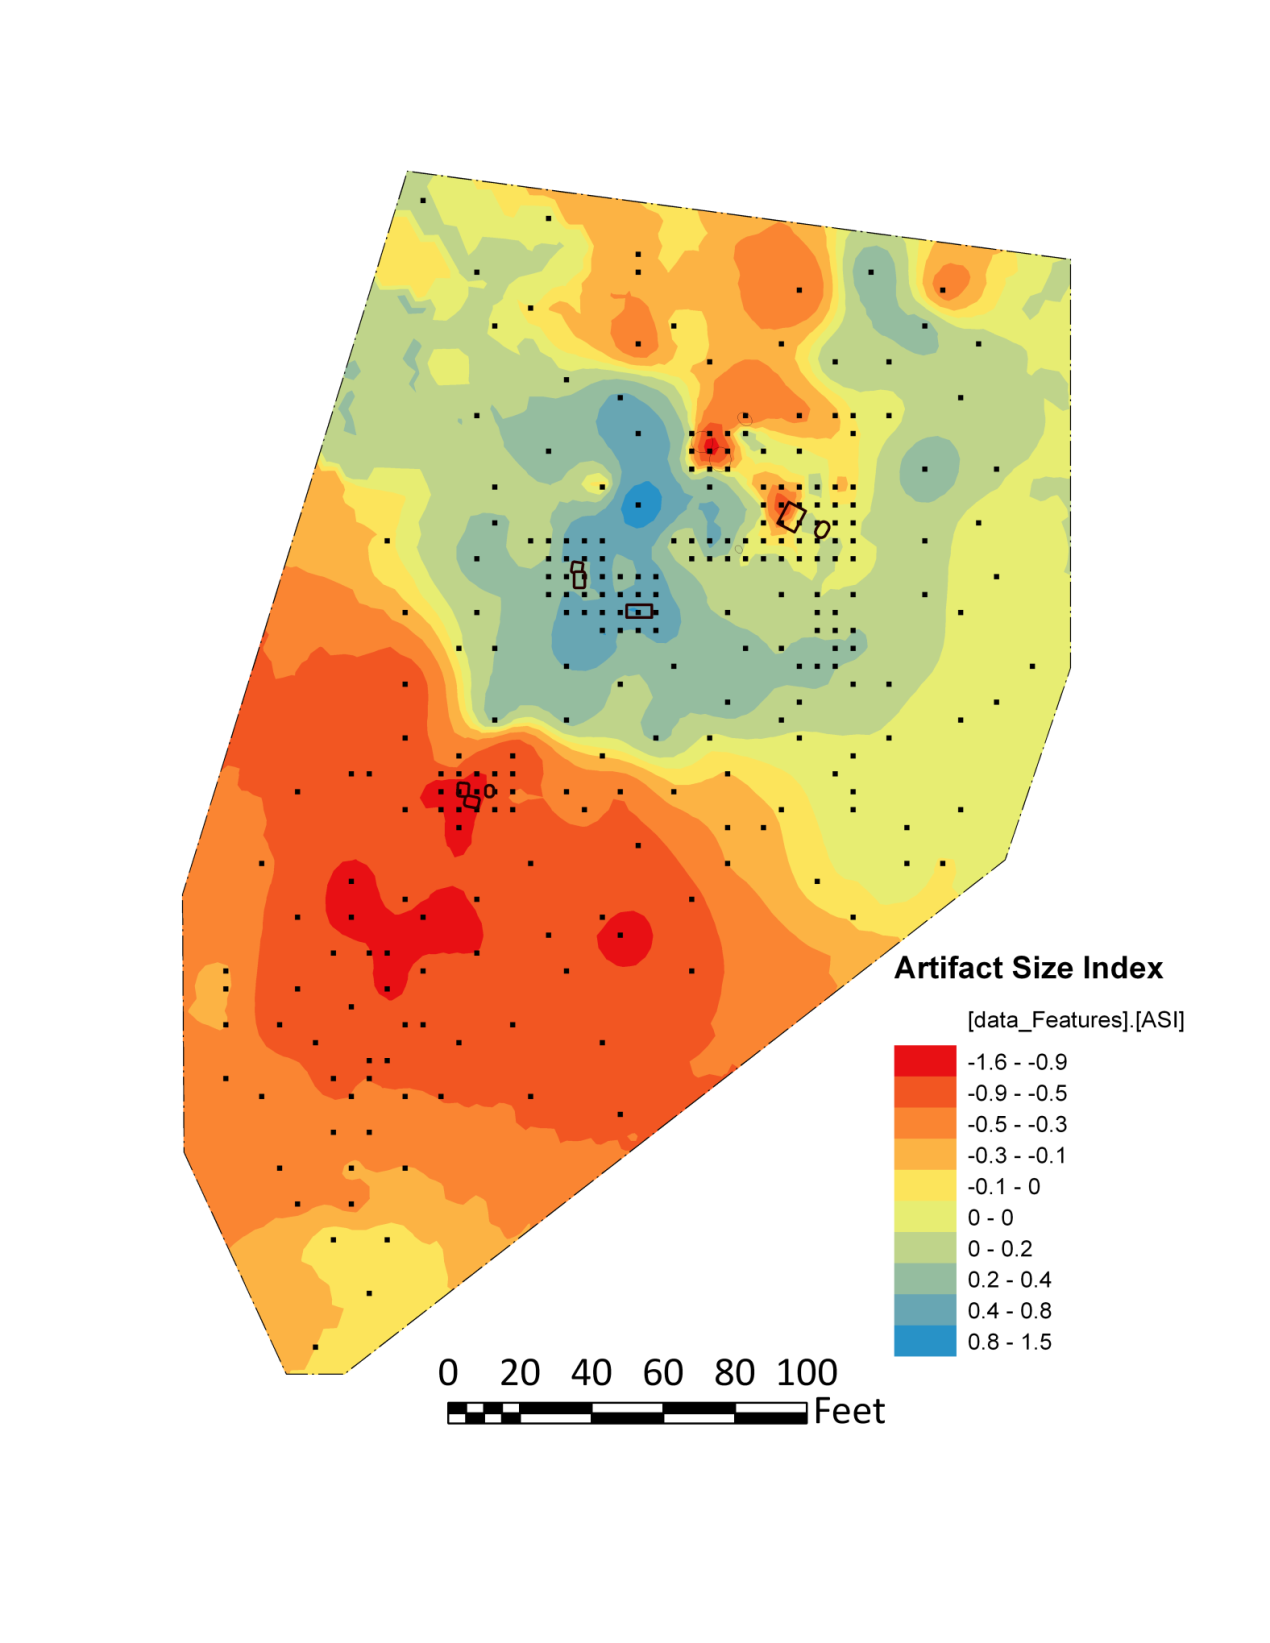 Artifact Size Index
[data_Features].[ASI]
-1.6 - -0.9
-0.9 - -0.5
-0.5 - -0.3
-0.3 - -0.1
-0.1 - 0
0 - 0
0 - 0.2
0.2 - 0.4
0.4 - 0.8
0.8 - 1.5
0 20 40 60 80 100
Feet